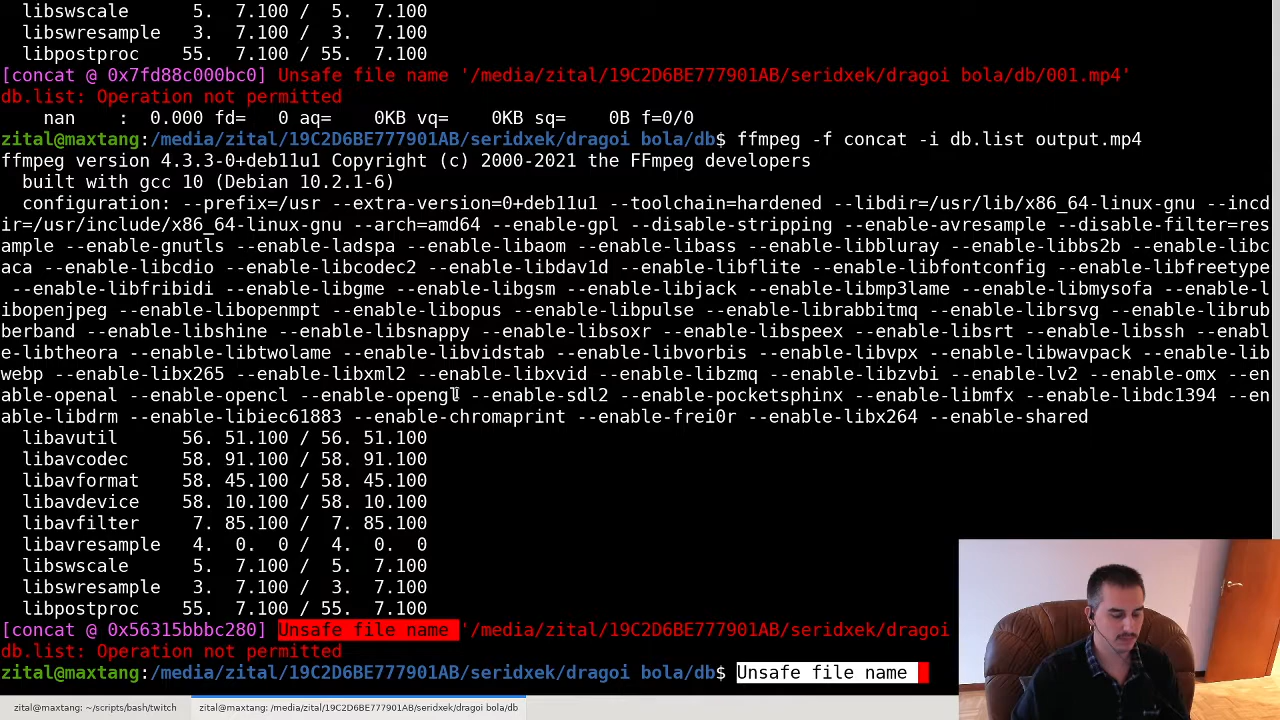 libswscale 5. 7.100 / 5. 7.100
libswresample 3. 7.100 / 3. 7.100
libpostproc 55. 7.100 / 55. 7.100
[concat @ 0x7fd88c000bc0] Unsafe file name '/media/zital/19C2D6BE777901AB/seridxek/dragoi bola/db/001.mp4'
db.list: Operation not permitted
nan : 0.000 fd= 0 aq= 0KB vq= 0KB sq= 0B f=0/0
zital@maxtang:/media/zital/19C2D6BE777901AB/seridxek/dragoi bola/db$ ffmpeg -f concat -i db.list output.mp4
ffmpeg version 4.3.3-0+deb11u1 Copyright (c) 2000-2021 the FFmpeg developers
built with gcc 10 (Debian 10.2.1-6)
configuration: --prefix=/usr --extra-version=0+deb11u1 --toolchain=hardened --libdir=/usr/lib/x86_64-linux-gnu --incd
ir=/usr/include/x86_64-linux-gnu --arch=amd64 --enable-gpl --disable-stripping --enable-avresample --disable-filter=res
ample --enable-gnutls --enable-ladspa --enable-libaom --enable-libass --enable-libbluray --enable-libbs2b --enable-libc
aca --enable-libcdio --enable-libcodec2 --enable-libdav1d --enable-libflite --enable-libfontconfig --enable-libfreetype
--enable-libfribidi --enable-libgme --enable-libgsm --enable-libjack --enable-libmp3lame --enable-libmysofa --enable-l
ibopenjpeg --enable-libopenmpt --enable-libopus --enable-libpulse --enable-librabbitmq --enable-librsvg --enable-librub
berband --enable-libshine --enable-libsnappy --enable-libsoxr --enable-libspeex --enable-libsrt --enable-libssh --enabl
e-libtheora --enable-libtwolame --enable-libvidstab --enable-libvorbis --enable-libvpx --enable-libwavpack --enable-lib
webp --enable-libx265 --enable-libxml2 --enable-libxvid --enable-libzmq --enable-libzvbi --enable-lv2 --enable-omx --en
able-openal --enable-opencl --enable-opengl --enable-sdl2 --enable-pocketsphinx --enable-libmfx --enable-libdc1394 --en
able-libdrm --enable-libiec61883 --enable-chromaprint --enable-frei0r --enable-libx264 --enable-shared
libavutil 56. 51.100 / 56. 51.100
libavcodec 58. 91.100 / 58. 91.100
libavformat 58. 45.100 / 58. 45.100
libavdevice 58. 10.100 / 58. 10.100
libavfilter 7. 85.100 / 7. 85.100
libavresample 4. 0. 0 / 4. 0. 0
libswscale 5. 7.100 / 5. 7.100
libswresample 3. 7.100 / 3. 7.100
libpostproc 55. 7.100 / 55. 7.100
[concat @ 0x56315bbbc280] Unsafe file name '/media/zital/19C2D6BE777901AB/seridxek/dragoi
db.list: Operation not permitted
zital@maxtang:/media/zital/19C2D6BE777901AB/seridxek/dragoi bola/db$ Unsafe file name
zital@maxtang: ~/scripts/bash/twitch
zital@maxtang: /media/zital/19C2D6BE777901AB/seridxek/dragoi bola/db